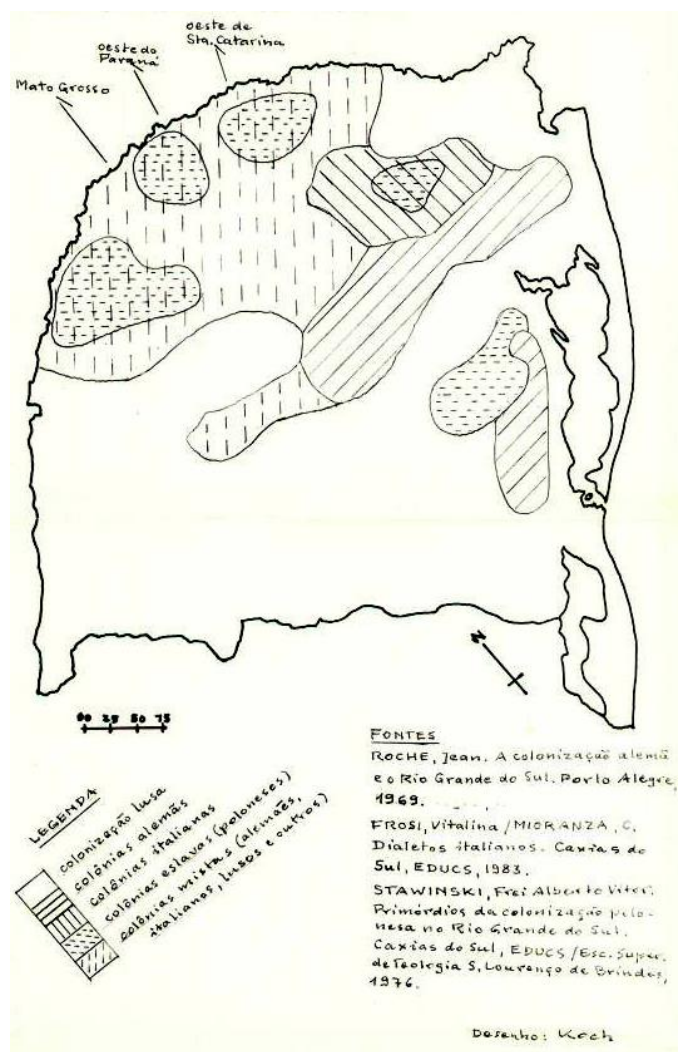 oeste de
Sta. Catarina
oeste do
Paraná
Mato Grosso
N
00 25 50 75
LEGENDA
colonização lusa
colônias alemãs
colônias italianas
colônias eslavas (poloneses)
colônias mistas (alemães,
italianos, lusos e outros)
FONTES
ROCHE, Jean. A colonização alemã
e o Rio Grande do Sul. Porto Alegre,
1969.
FROSI, Vitalina / MIORANZA, C.
Dialetos italianos. Caxias do
Sul, EDUCS, 1983.
STAWINSKI, Frei Alberto Vitor.
Primórdios da colonização polo-
nesa no Rio Grande do Sul.
Caxias do Sul, EDUCS / Esc. Super.
de Teologia S. Lourenço de Brindes,
1976.
Desenho: Koch